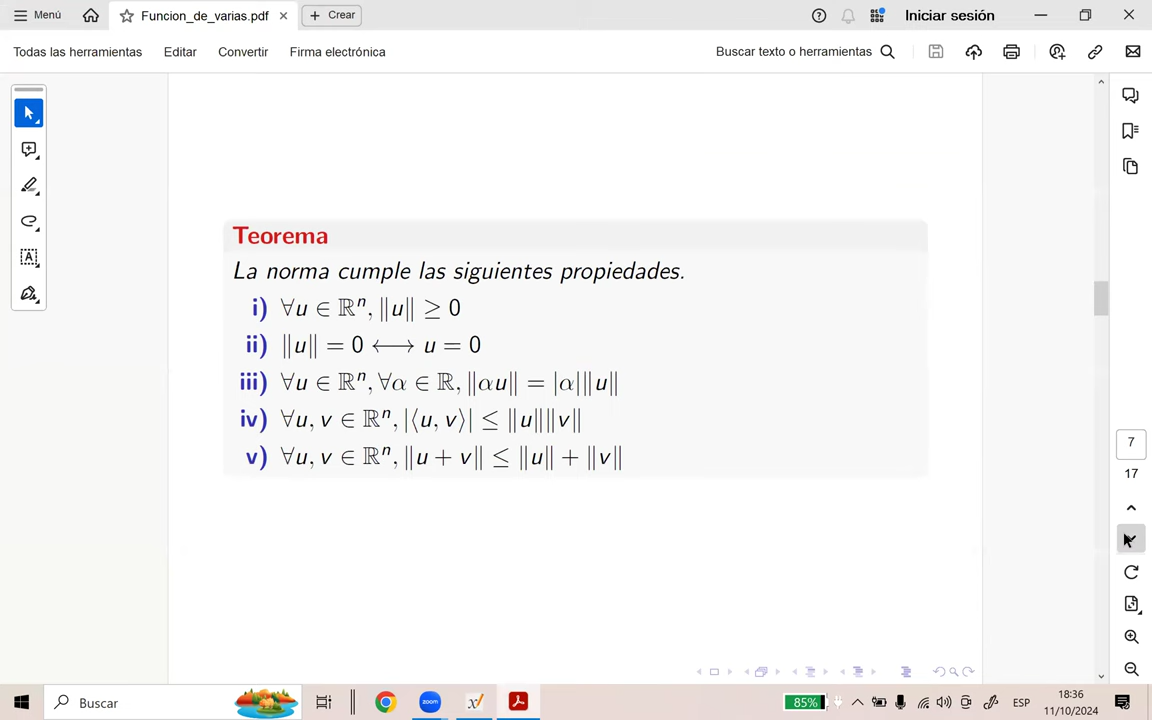 Menú
Funcion_de_varias.pdf
Crear
Iniciar sesión
Todas las herramientas
Editar
Convertir
Firma electrónica
Buscar texto o herramientas
Teorema
La norma cumple las siguientes propiedades.
i) ∀u ∈ ℝⁿ, ‖u‖ ≥ 0
ii) ‖u‖ = 0 ⟷ u = 0
iii) ∀u ∈ ℝⁿ, ∀α ∈ ℝ, ‖αu‖ = |α|‖u‖
iv) ∀u, v ∈ ℝⁿ, |⟨u, v⟩| ≤ ‖u‖‖v‖
v) ∀u, v ∈ ℝⁿ, ‖u + v‖ ≤ ‖u‖ + ‖v‖
7
17
Buscar
zoom
85%
ESP
18:36
11/10/2024